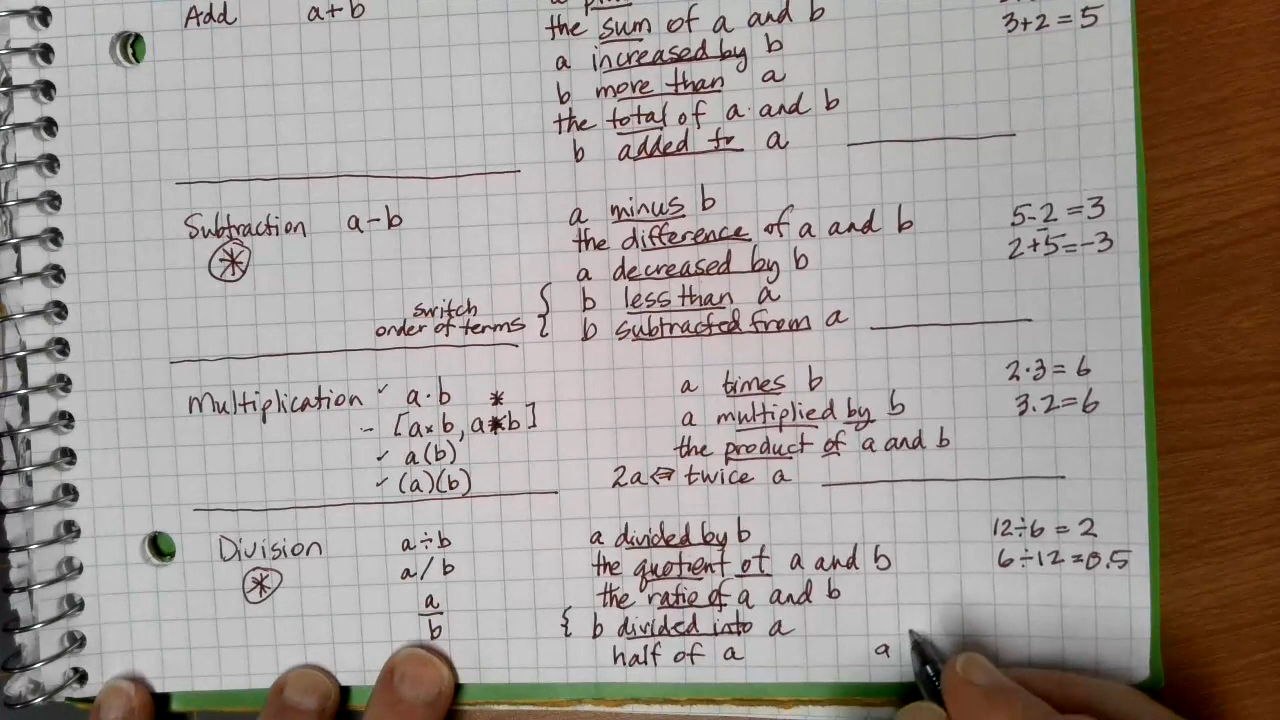 Add a+b
the sum of a and b 3+2=5
a increased by b
b more than a
the total of a and b
b added to a
Subtraction a-b
a minus b 5-2=3
the difference of a and b 2+5=-3
a decreased by b
switch order of terms { b less than a
b subtracted from a
Multiplication ✓ a·b * a times b 2·3=6
- [a×b, a*b] a multiplied by b 3·2=6
✓ a(b) the product of a and b
✓ (a)(b) 2a⇔twice a
Division a÷b a divided by b 12÷6=2
a/b the quotient of a and b 6÷12=0.5
a/b the ratio of a and b
{ b divided into a
half of a a